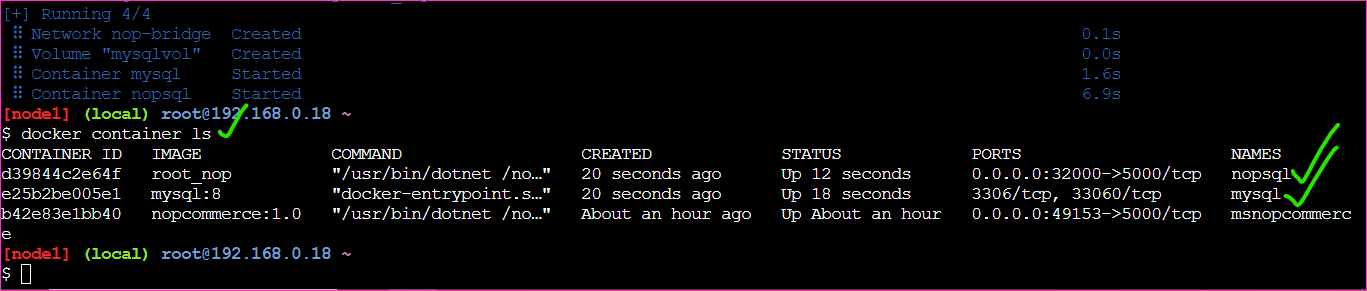 [+] Running 4/4
⠿ Network nop-bridge Created 0.1s
⠿ Volume "mysqlvol" Created 0.0s
⠿ Container mysql Started 1.6s
⠿ Container nopsql Started 6.9s
[node1] (local) root@192.168.0.18 ~
$ docker container ls
CONTAINER ID IMAGE COMMAND CREATED STATUS PORTS NAMES
d39844c2e64f root_nop "/usr/bin/dotnet /no…" 20 seconds ago Up 12 seconds 0.0.0.0:32000->5000/tcp nopsql
e25b2be005e1 mysql:8 "docker-entrypoint.s…" 20 seconds ago Up 18 seconds 3306/tcp, 33060/tcp mysql
b42e83e1bb40 nopcommerce:1.0 "/usr/bin/dotnet /no…" About an hour ago Up About an hour 0.0.0.0:49153->5000/tcp msnopcommerc
e
[node1] (local) root@192.168.0.18 ~
$